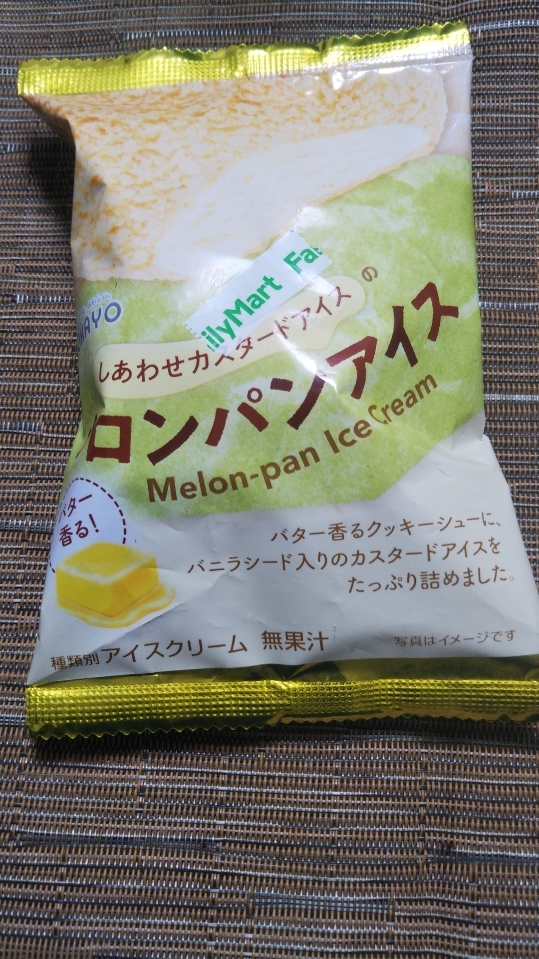 ilyMart Fa
AYO
しあわせカスタードアイスの
メロンパンアイス
Melon-pan Ice Cream
バター
香る!
バター香るクッキーシューに、
バニラシード入りのカスタードアイスを
たっぷり詰めました。
種類別 アイスクリーム 無果汁
写真はイメージです